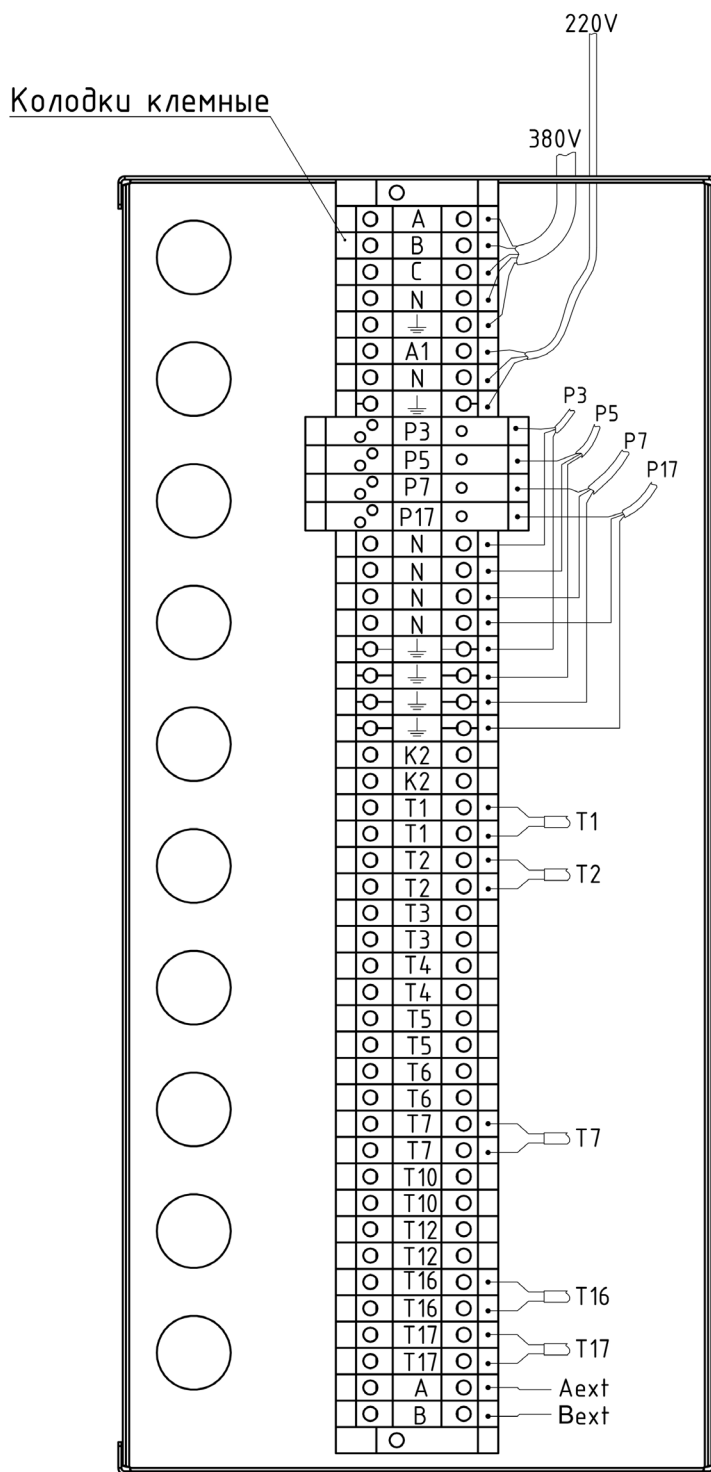 220V
Колодки клемные
380V
A
B
C
N
A1
N
P3
P3
P5
P5
P7
P7
P17
P17
N
N
N
N
K2
K2
T1
T1
T1
T2
T2
T2
T3
T3
T4
T4
T5
T5
T6
T6
T7
T7
T7
T10
T10
T12
T12
T16
T16
T16
T17
T17
T17
A Aext
B Bext